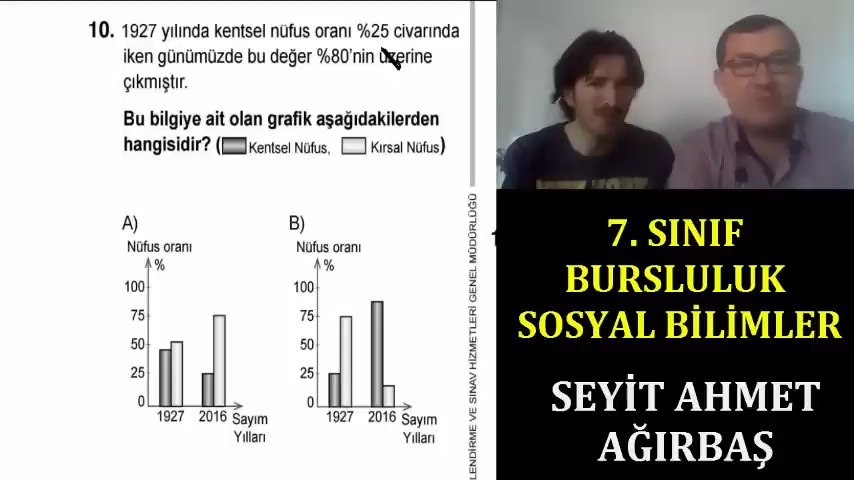 10. 1927 yılında kentsel nüfus oranı %25 civarında
iken günümüzde bu değer %80'nin üzerine
çıkmıştır.
Bu bilgiye ait olan grafik aşağıdakilerden
hangisidir? (Kentsel Nüfus, Kırsal Nüfus)
A)
Nüfus oranı
%
100
75
50
25
0
1927 2016 Sayım
Yılları
B)
Nüfus oranı
%
100
75
50
25
0
1927 2016 Sayım
Yılları
LENDİRME VE SINAV HİZMETLERİ GENEL MÜDÜRLÜĞÜ
7. SINIF
BURSLULUK
SOSYAL BİLİMLER
SEYİT AHMET
AĞIRBAŞ